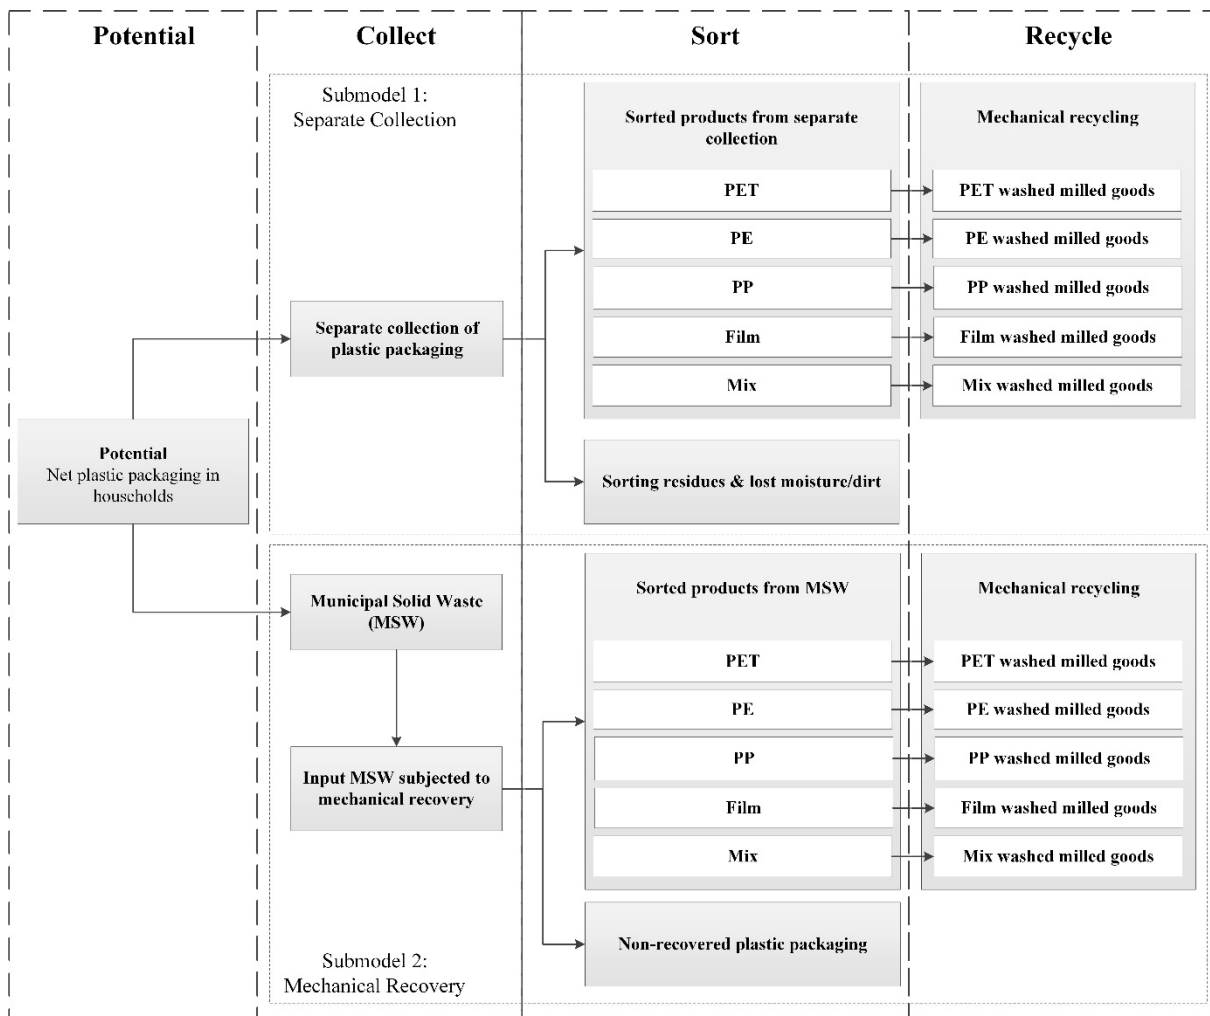 Potential
Collect
Sort
Recycle
Submodel 1:
Separate Collection
Sorted products from separate
collection
Mechanical recycling
PET
PET washed milled goods
PE
PE washed milled goods
PP
PP washed milled goods
Separate collection of
plastic packaging
Film
Film washed milled goods
Mix
Mix washed milled goods
Potential
Net plastic packaging in
households
Sorting residues & lost moisture/dirt
Municipal Solid Waste
(MSW)
Sorted products from MSW
Mechanical recycling
PET
PET washed milled goods
PE
PE washed milled goods
Input MSW subjected to
mechanical recovery
PP
PP washed milled goods
Film
Film washed milled goods
Mix
Mix washed milled goods
Non-recovered plastic packaging
Submodel 2:
Mechanical Recovery